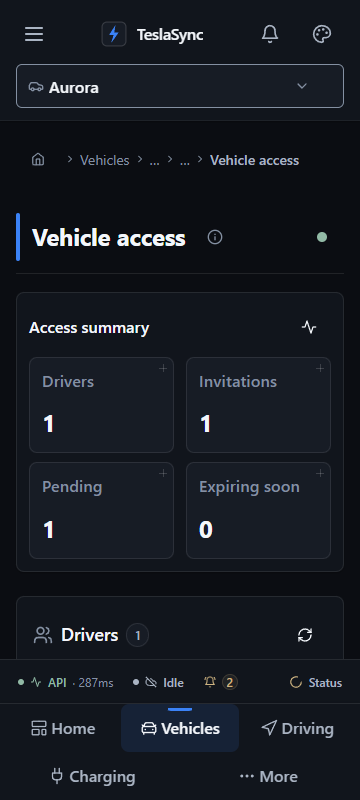 TeslaSync
Aurora
Vehicles ... ... Vehicle access
Vehicle access
Access summary
Drivers
1
Invitations
1
Pending
1
Expiring soon
0
Drivers 1
API · 287ms Idle 2 Status
Home Vehicles Driving
Charging More